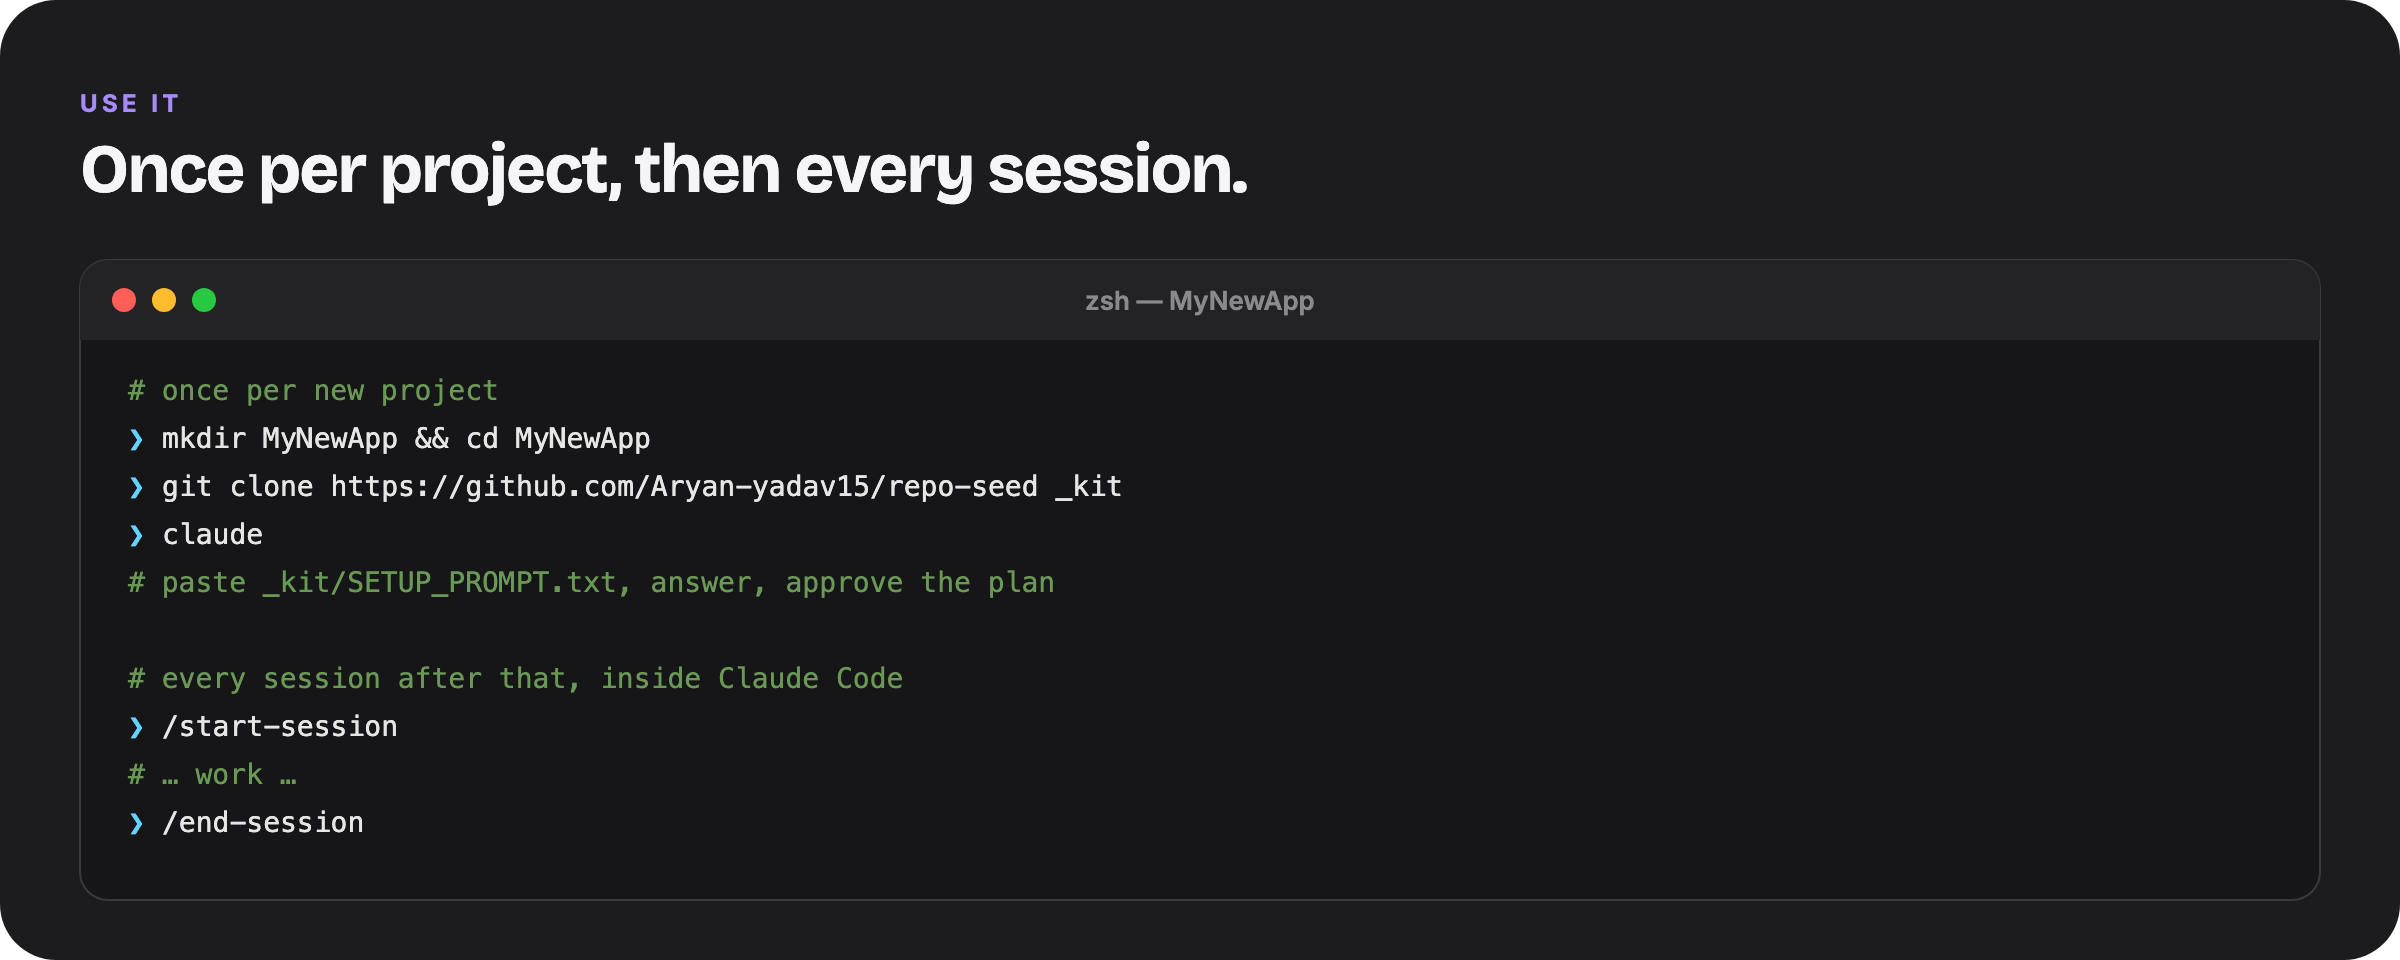 USE IT
Once per project, then every session.
zsh — MyNewApp
# once per new project
❯ mkdir MyNewApp && cd MyNewApp
❯ git clone https://github.com/Aryan-yadav15/repo-seed _kit
❯ claude
# paste _kit/SETUP_PROMPT.txt, answer, approve the plan
# every session after that, inside Claude Code
❯ /start-session
# … work …
❯ /end-session